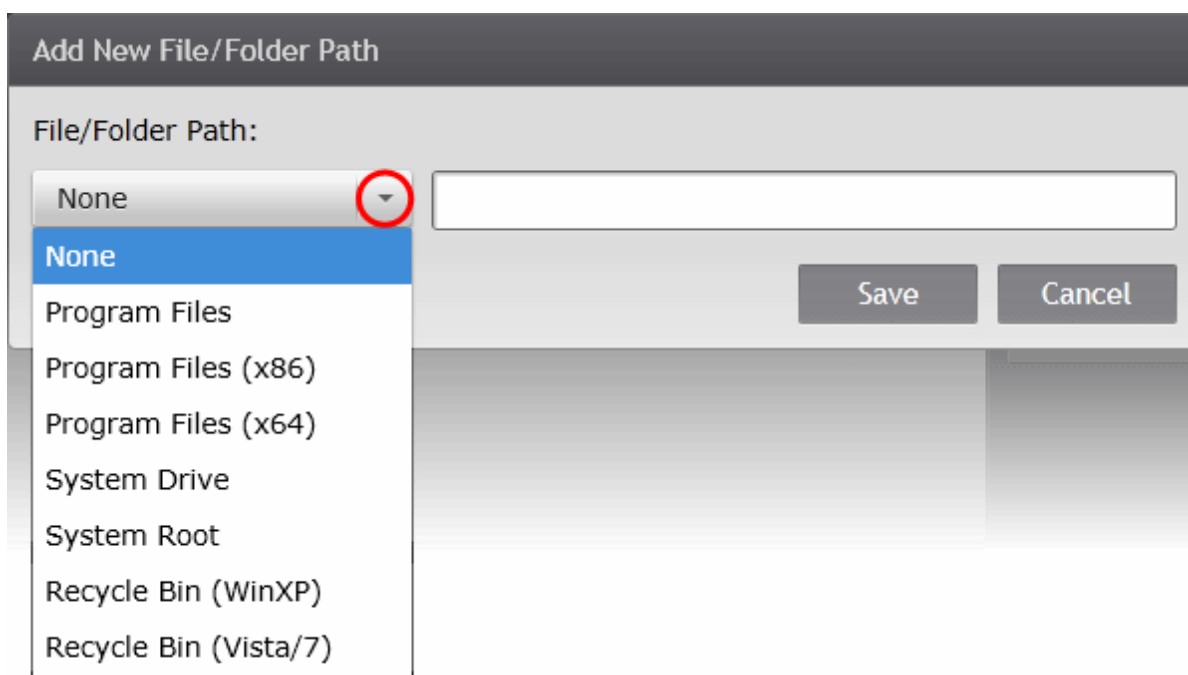 Add New File/Folder Path
File/Folder Path:
None
None
Program Files
Program Files (x86)
Program Files (x64)
System Drive
System Root
Recycle Bin (WinXP)
Recycle Bin (Vista/7)
Save Cancel